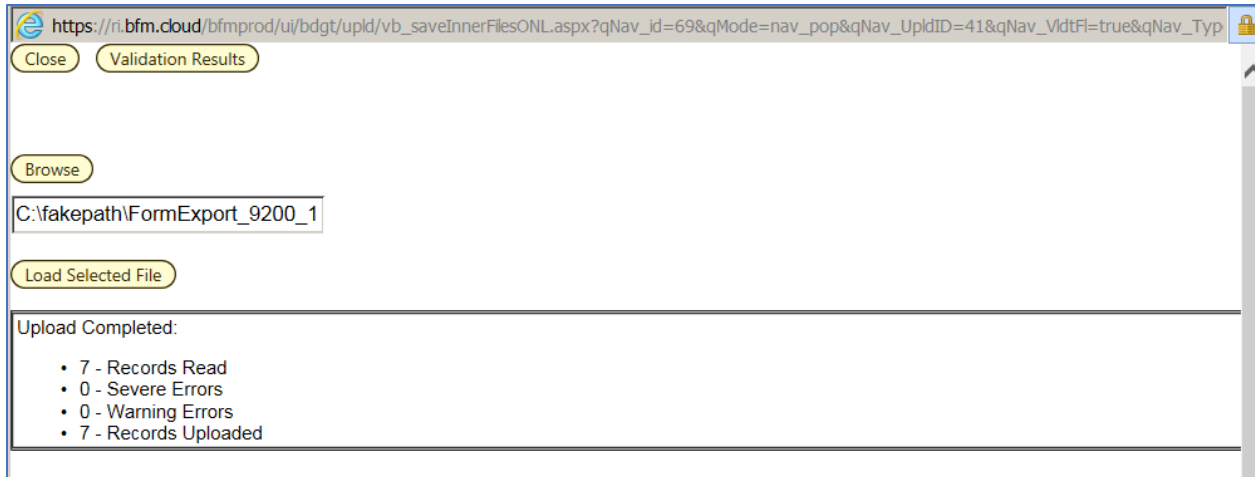 https://ri.bfm.cloud/bfmprod/ui/bdgt/upld/vb_saveInnerFilesONL.aspx?qNav_id=69&qMode=nav_pop&qNav_UpldID=41&qNav_VldtFl=true&qNav_Typ
Close Validation Results
Browse
C:\fakepath\FormExport_9200_1
Load Selected File
Upload Completed:
• 7 - Records Read
• 0 - Severe Errors
• 0 - Warning Errors
• 7 - Records Uploaded